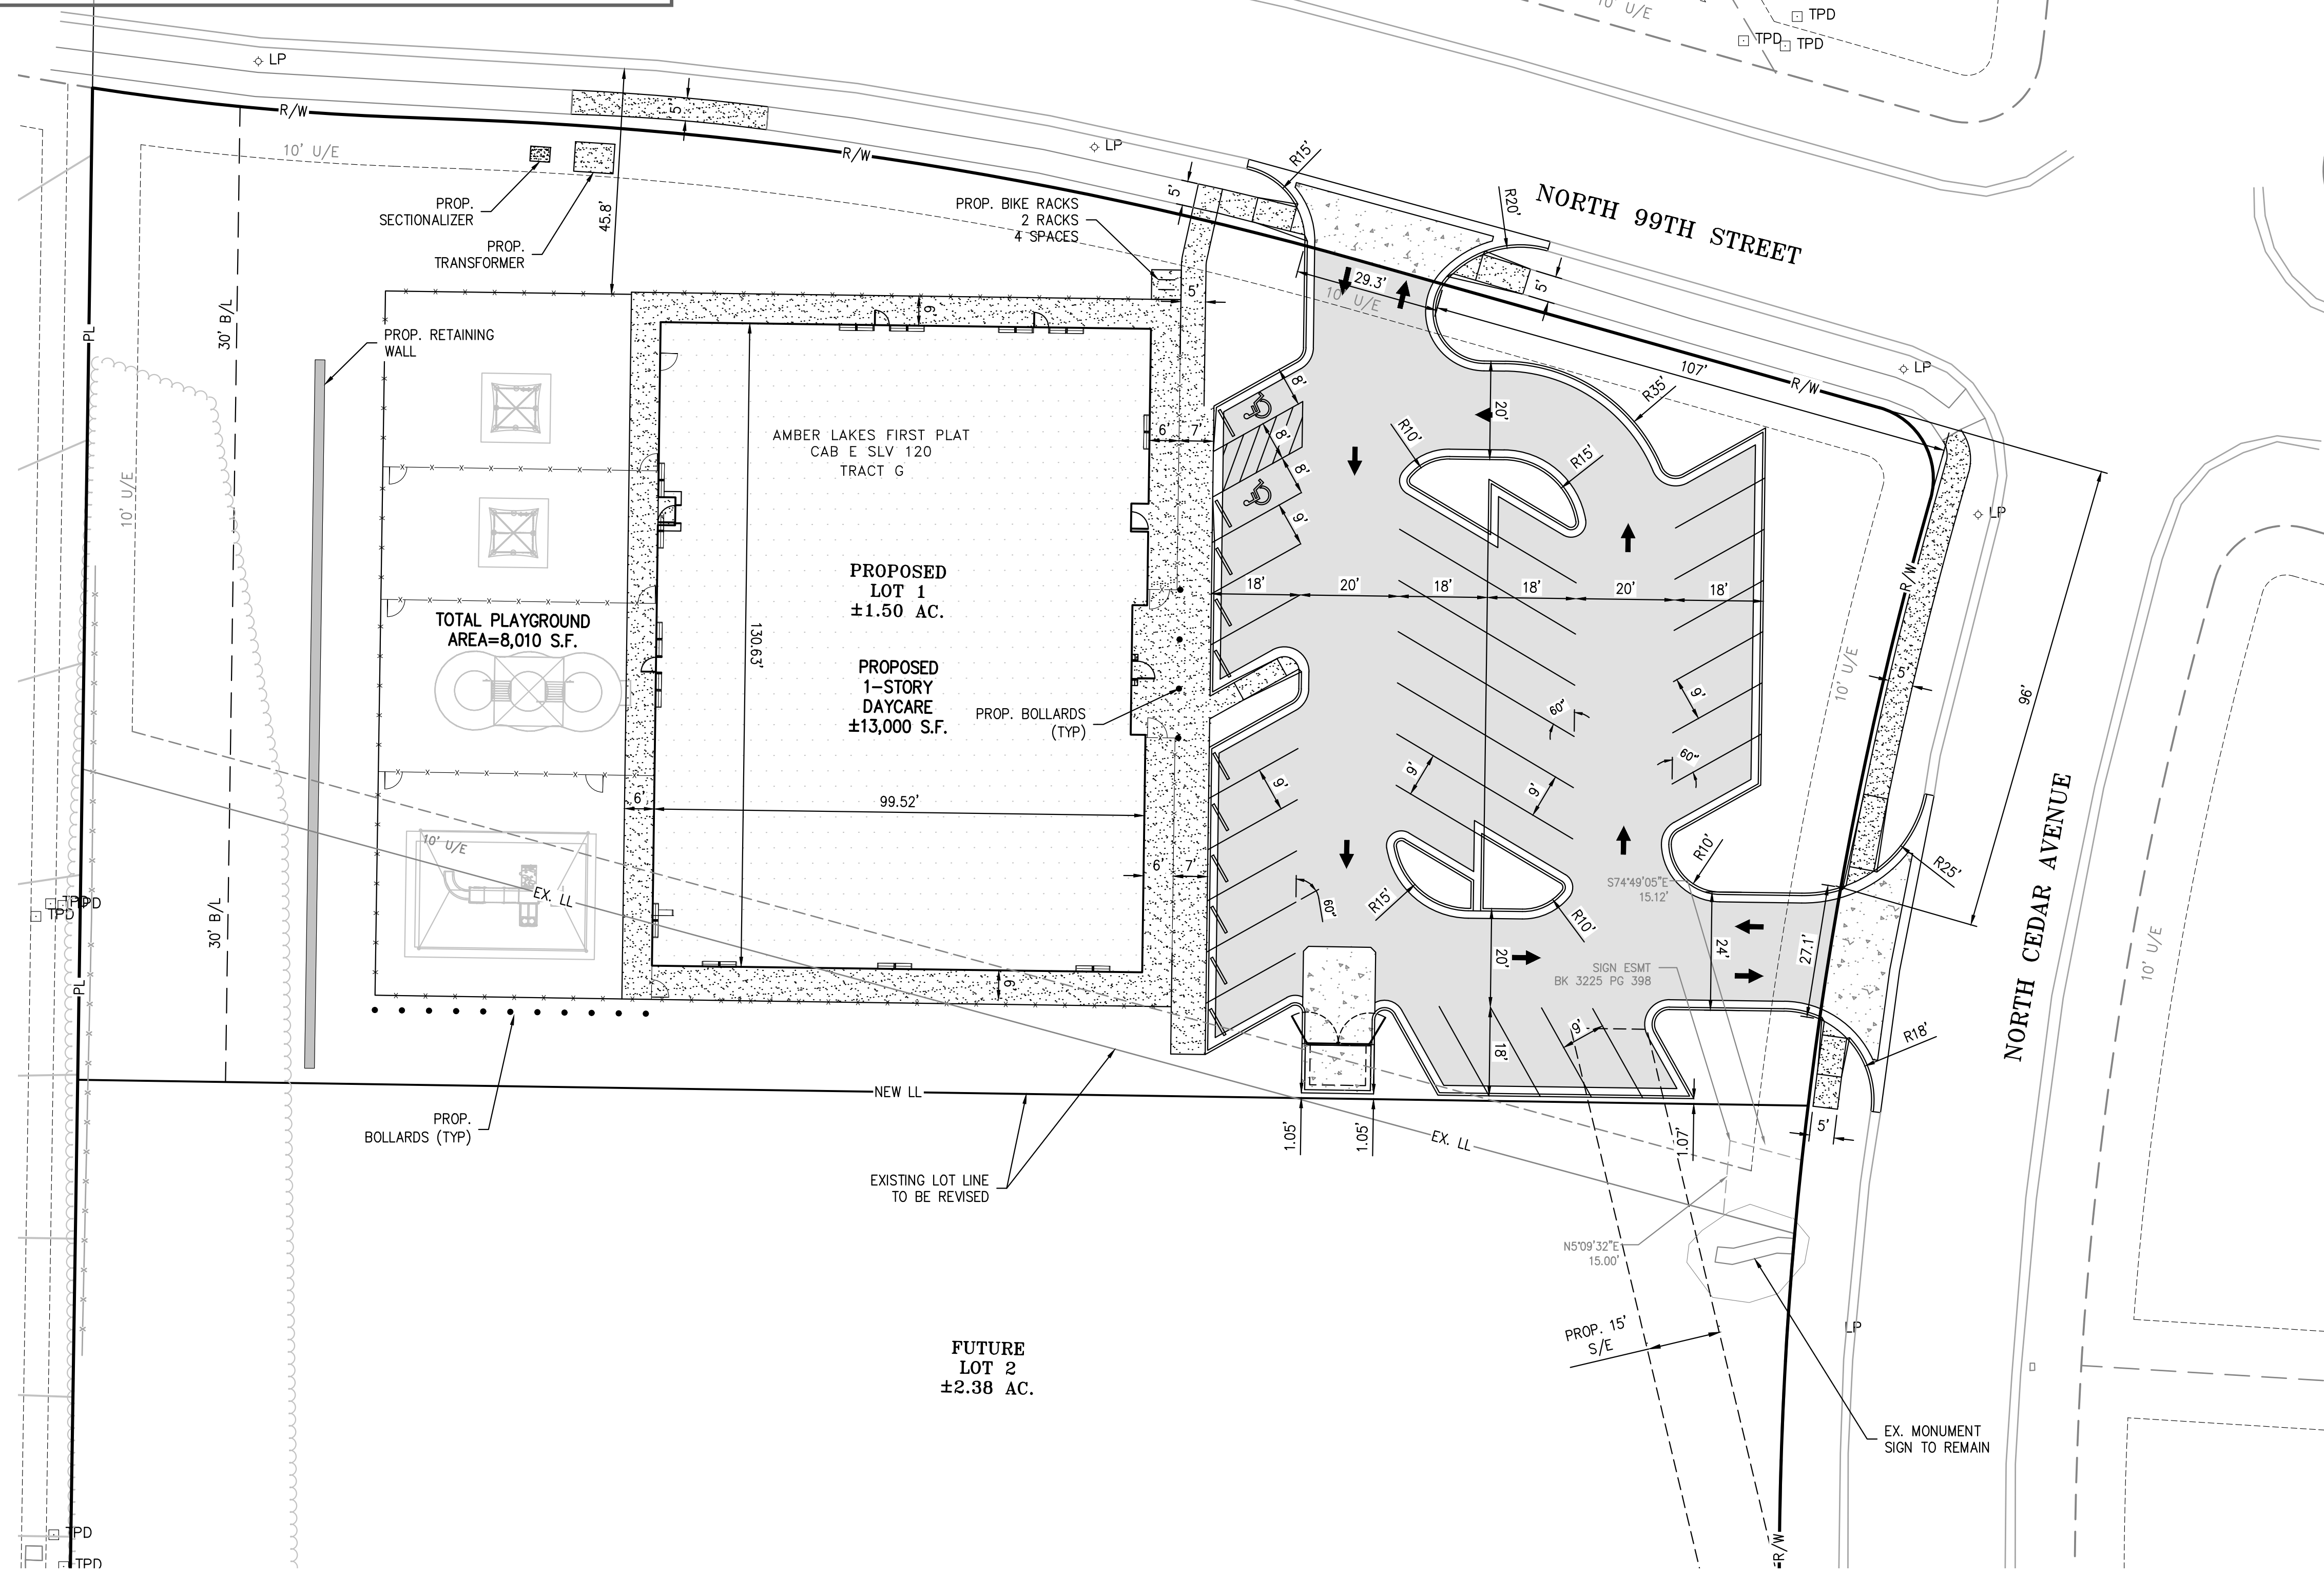 10' U/E
TPD
TPD
TPD
LP
R/W
5'
10' U/E
R/W
LP
R15'
R20'
NORTH 99TH STREET
PROP.
SECTIONALIZER
PROP.
TRANSFORMER
45.8'
PROP. BIKE RACKS
2 RACKS
4 SPACES
5'
5'
29.3'
10' U/E
5'
107'
R/W
LP
PL
30' B/L
PROP. RETAINING
WALL
6'
8'
8'
8'
9'
20'
R35'
R10'
R15'
6'
7'
AMBER LAKES FIRST PLAT
CAB E SLV 120
TRACT G
10' U/E
LP
R/W
PROPOSED
LOT 1
±1.50 AC.
18'
20'
18'
18'
20'
18'
TOTAL PLAYGROUND
AREA=8,010 S.F.
130.63'
PROPOSED
1-STORY
DAYCARE
±13,000 S.F.
PROP. BOLLARDS
(TYP)
60°
9'
60°
10' U/E
5'
96'
9'
9'
9'
6'
99.52'
10' U/E
EX. LL
6'
7'
60°
R15'
R10'
R10'
R25'
S74°49'05"E
15.12'
TPD
TPD
TPD
30' B/L
PL
6'
20'
24'
27.1'
SIGN ESMT
BK 3225 PG 398
10' U/E
NORTH CEDAR AVENUE
9'
18'
R18'
NEW LL
PROP.
BOLLARDS (TYP)
1.05'
1.05'
EX. LL
1.07'
5'
EXISTING LOT LINE
TO BE REVISED
N5°09'32"E
15.00'
PROP. 15'
S/E
LP
FUTURE
LOT 2
±2.38 AC.
EX. MONUMENT
SIGN TO REMAIN
TPD
TPD
R/W